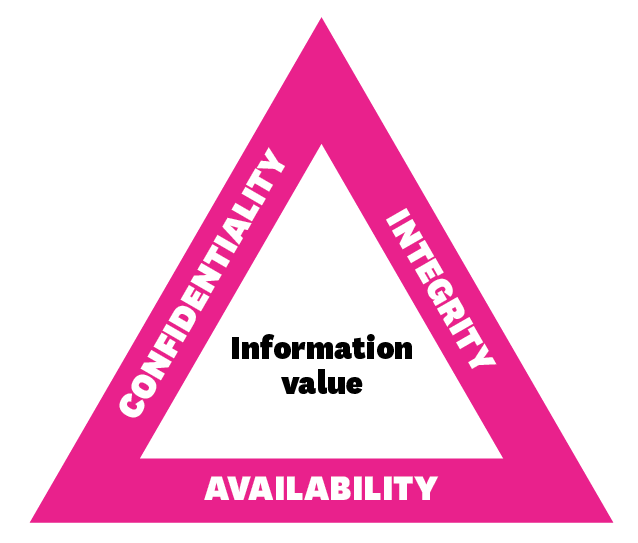 CONFIDENTIALITY
INTEGRITY
Information
value
AVAILABILITY